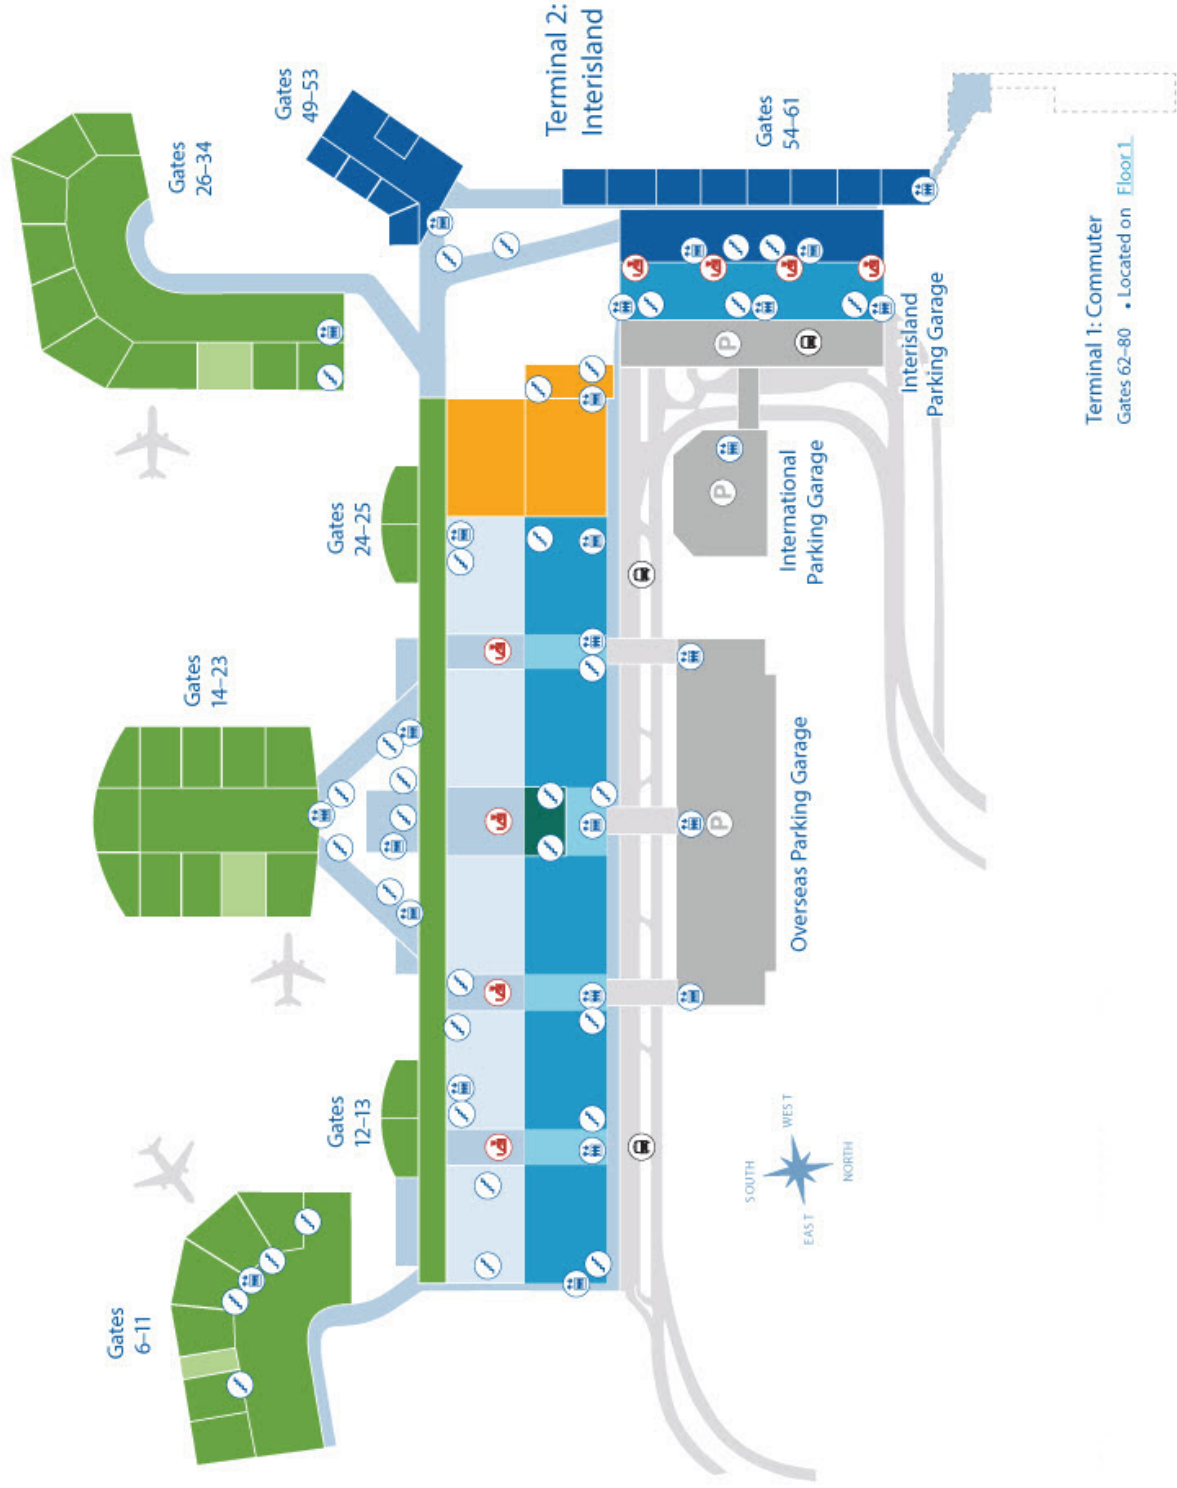 Gates
6–11
Gates
12–13
Gates
14–23
Gates
24–25
Gates
26–34
Gates
49–53
Terminal 2:
Interisland
Gates
54–61
Terminal 1: Commuter
Gates 62–80 • Located on Floor 1
Interisland
Parking Garage
International
Parking Garage
Overseas Parking Garage
P
P
P
SOUTH
WEST
EAST
NORTH